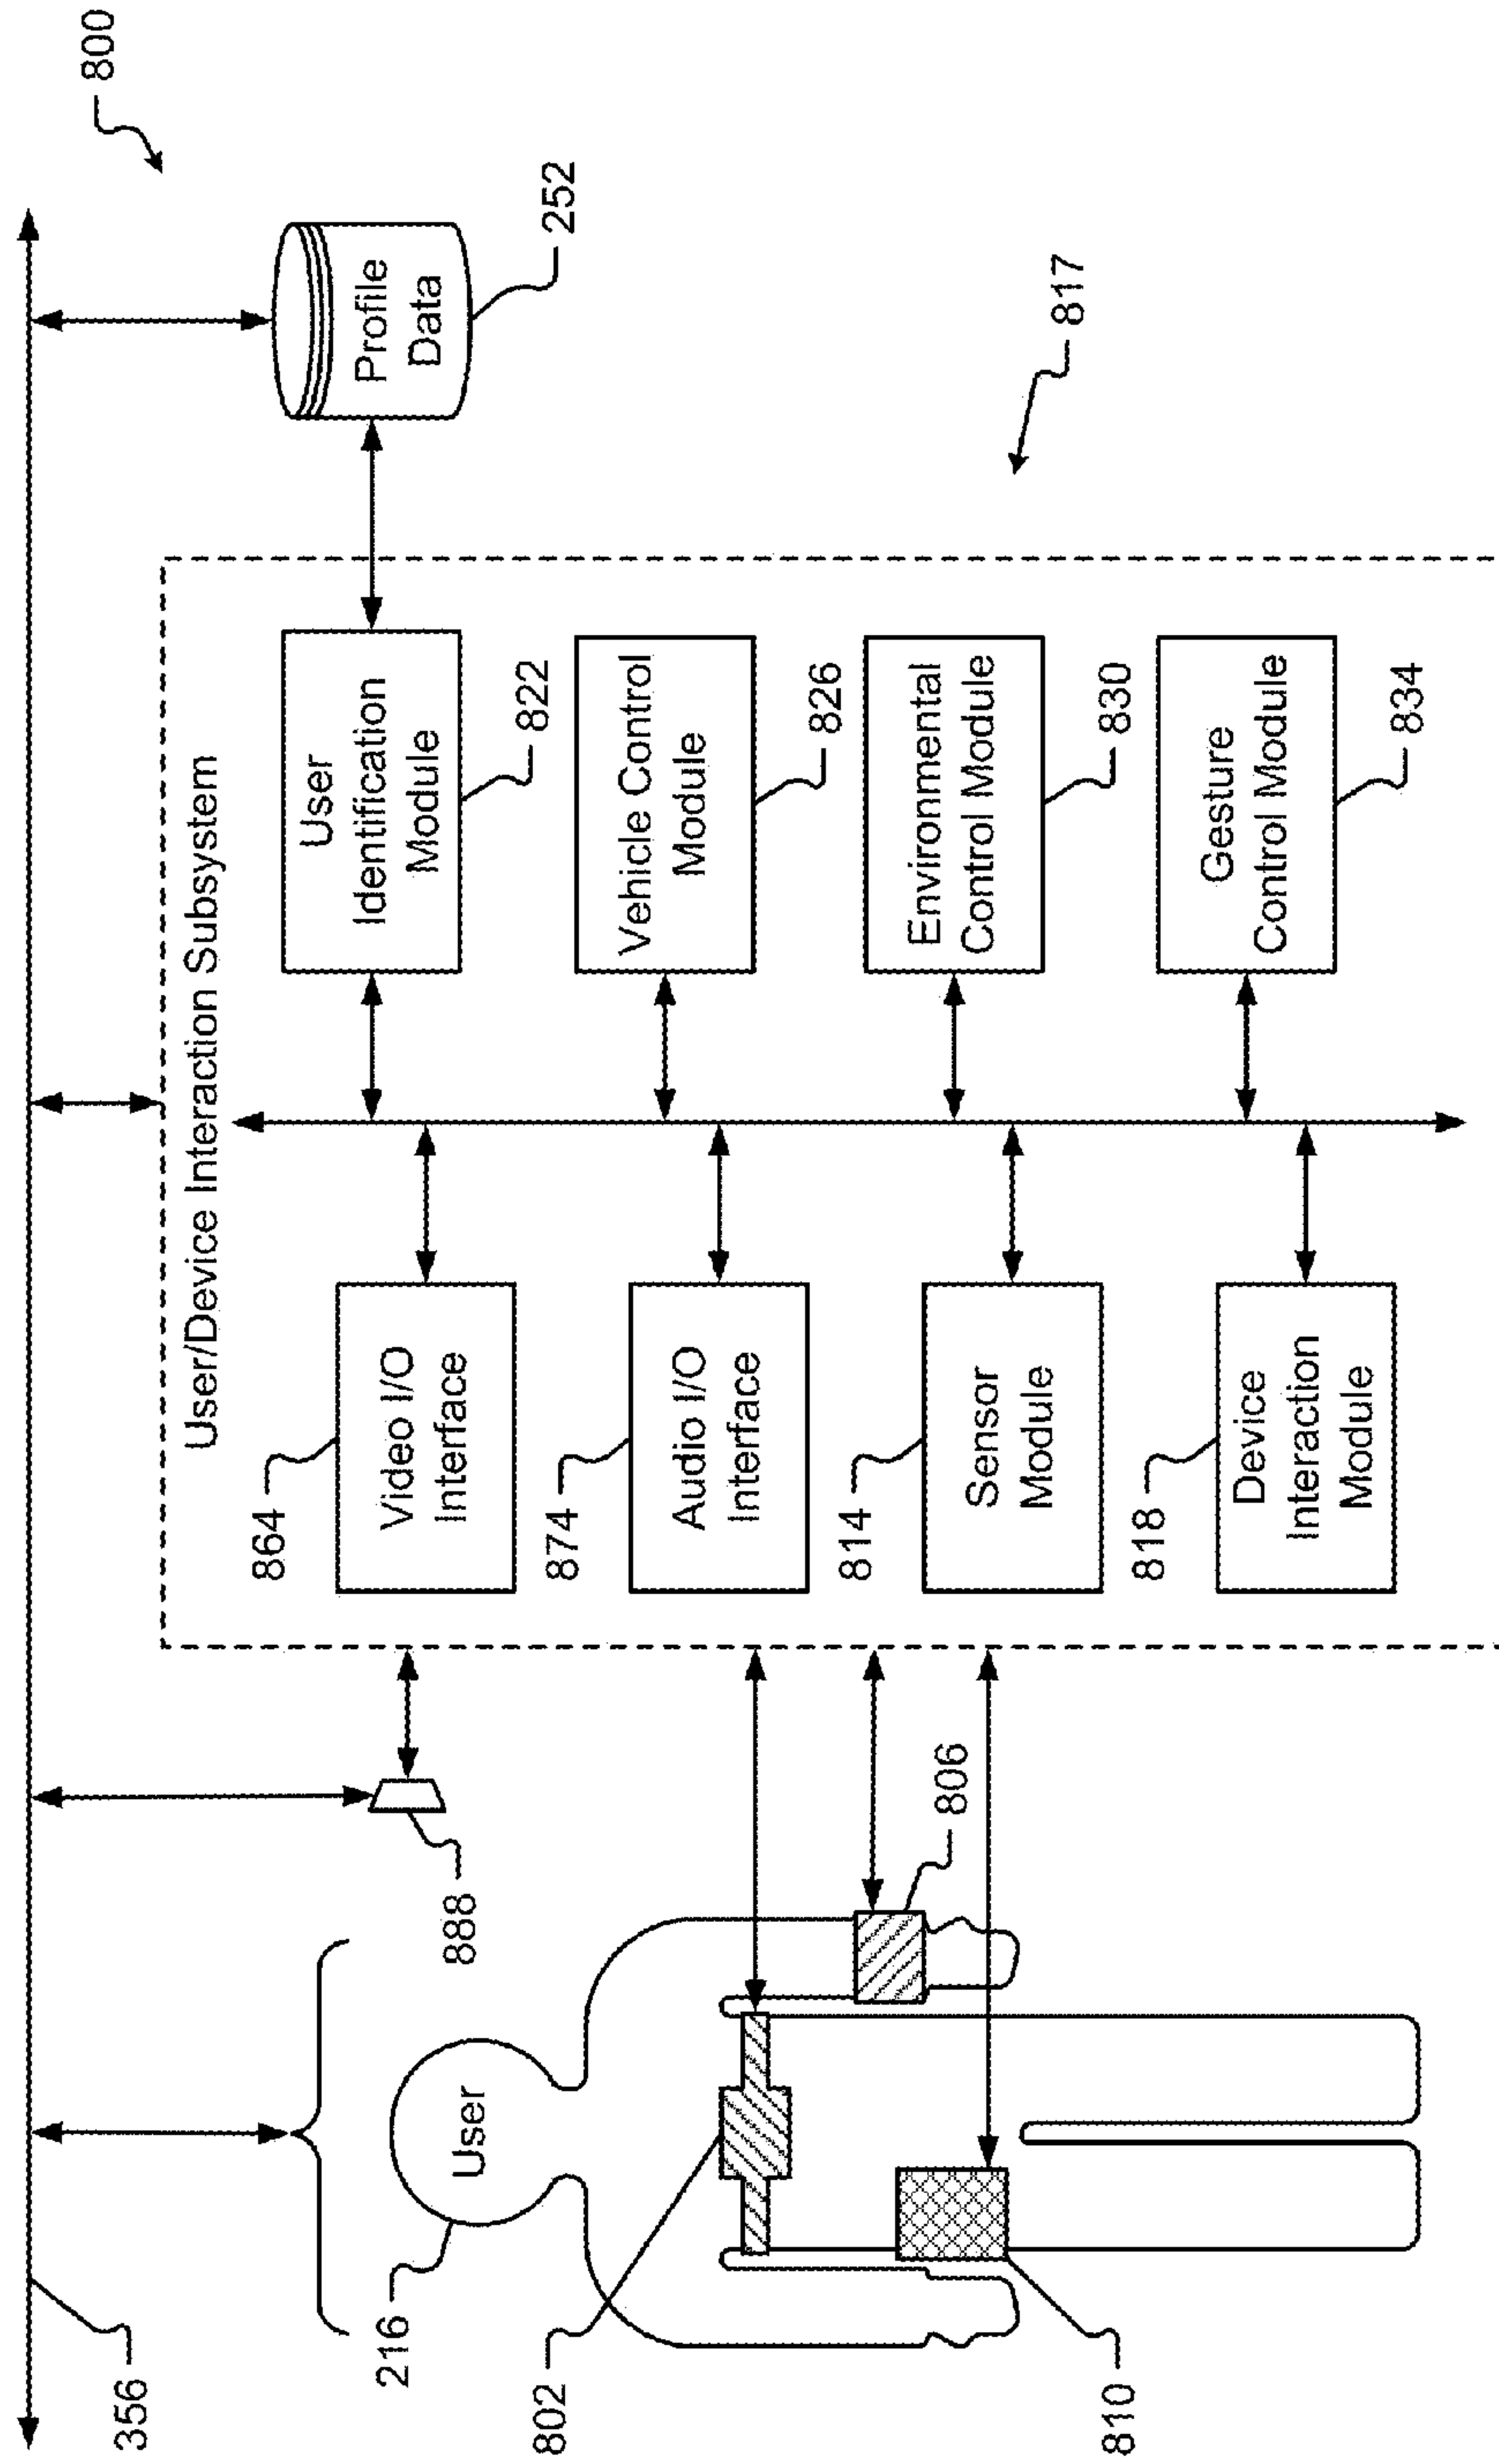 800
356
User/Device Interaction Subsystem
Profile
Data
252
817
216
User
888
802
806
810
864
Video I/O
Interface
874
Audio I/O
Interface
814
Sensor
Module
818
Device
Interaction
Module
User
Identification
Module
822
Vehicle Control
Module
826
Environmental
Control Module
830
Gesture
Control Module
834